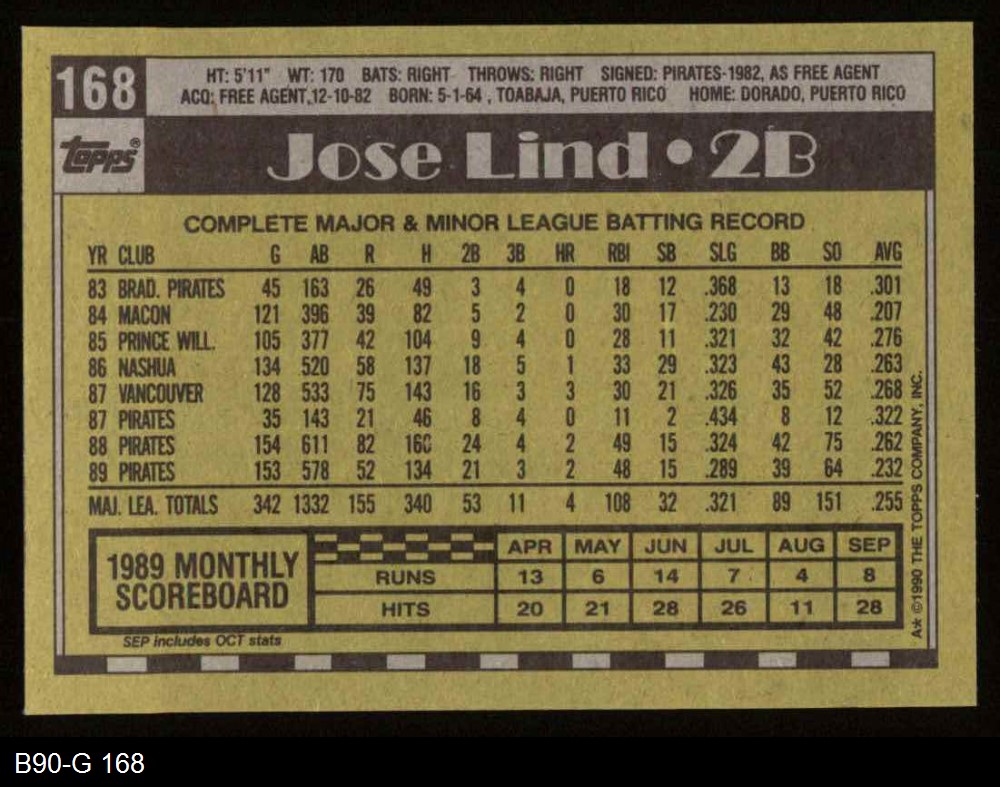 168
HT: 5'11" WT: 170 BATS: RIGHT THROWS: RIGHT SIGNED: PIRATES-1982, AS FREE AGENT
ACQ: FREE AGENT,12-10-82 BORN: 5-1-64 , TOABAJA, PUERTO RICO HOME: DORADO, PUERTO RICO
topps® Jose Lind • 2B
COMPLETE MAJOR & MINOR LEAGUE BATTING RECORD
YR CLUB G AB R H 2B 3B HR RBI SB SLG BB SO AVG
83 BRAD. PIRATES 45 163 26 49 3 4 0 18 12 .368 13 18 .301
84 MACON 121 396 39 82 5 2 0 30 17 .230 29 48 .207
85 PRINCE WILL. 105 377 42 104 9 4 0 28 11 .321 32 42 .276
86 NASHUA 134 520 58 137 18 5 1 33 29 .323 43 28 .263
87 VANCOUVER 128 533 75 143 16 3 3 30 21 .326 35 52 .268
87 PIRATES 35 143 21 46 8 4 0 11 2 .434 8 12 .322
88 PIRATES 154 611 82 160 24 4 2 49 15 .324 42 75 .262
89 PIRATES 153 578 52 134 21 3 2 48 15 .289 39 64 .232
MAJ. LEA. TOTALS 342 1332 155 340 53 11 4 108 32 .321 89 151 .255
1989 MONTHLY
SCOREBOARD
APR MAY JUN JUL AUG SEP
RUNS 13 6 14 7 4 8
HITS 20 21 28 26 11 28
SEP includes OCT stats
A* ©1990 THE TOPPS COMPANY, INC.
B90-G 168